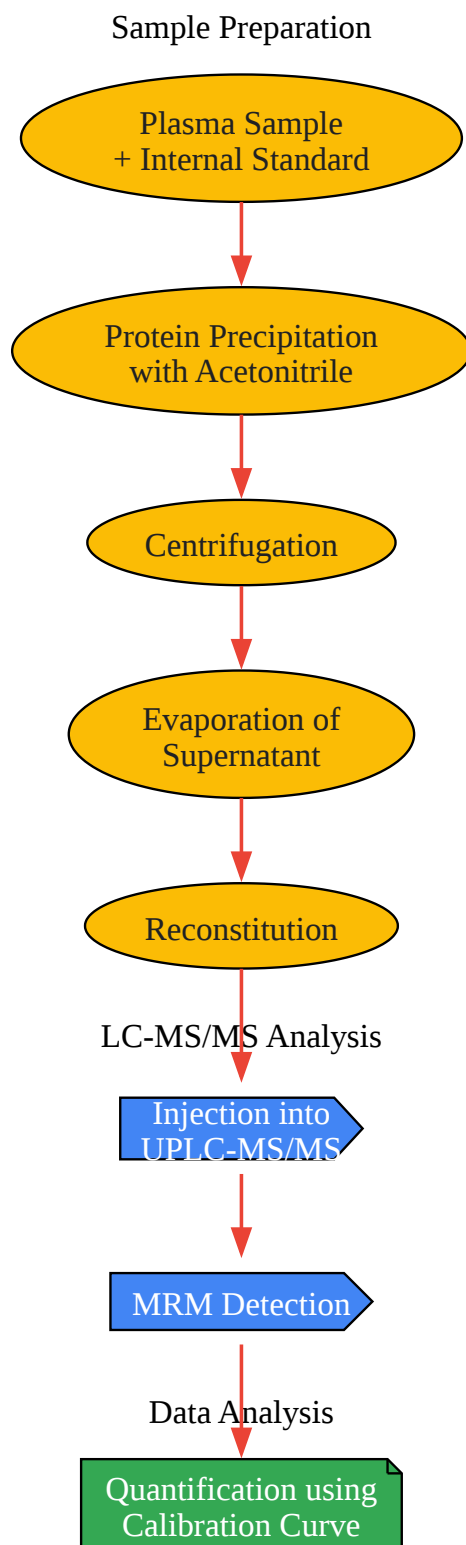 Sample Preparation
Plasma Sample
+ Internal Standard
Protein Precipitation
with Acetonitrile
Centrifugation
Evaporation of
Supernatant
Reconstitution
LC-MS/MS Analysis
Injection into
UPLC-MS/MS
MRM Detection
Data Analysis
Quantification using
Calibration Curve